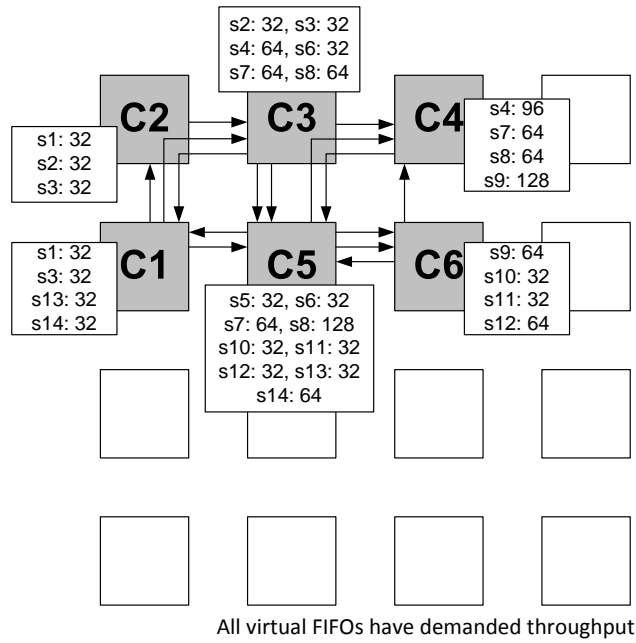 s2: 32, s3: 32
s4: 64, s6: 32
s7: 64, s8: 64
C2
C3
C4
s1: 32
s2: 32
s3: 32
s4: 96
s7: 64
s8: 64
s9: 128
C1
C5
C6
s1: 32
s3: 32
s13: 32
s14: 32
s5: 32, s6: 32
s7: 64, s8: 128
s10: 32, s11: 32
s12: 32, s13: 32
s14: 64
s9: 64
s10: 32
s11: 32
s12: 64
All virtual FIFOs have demanded throughput